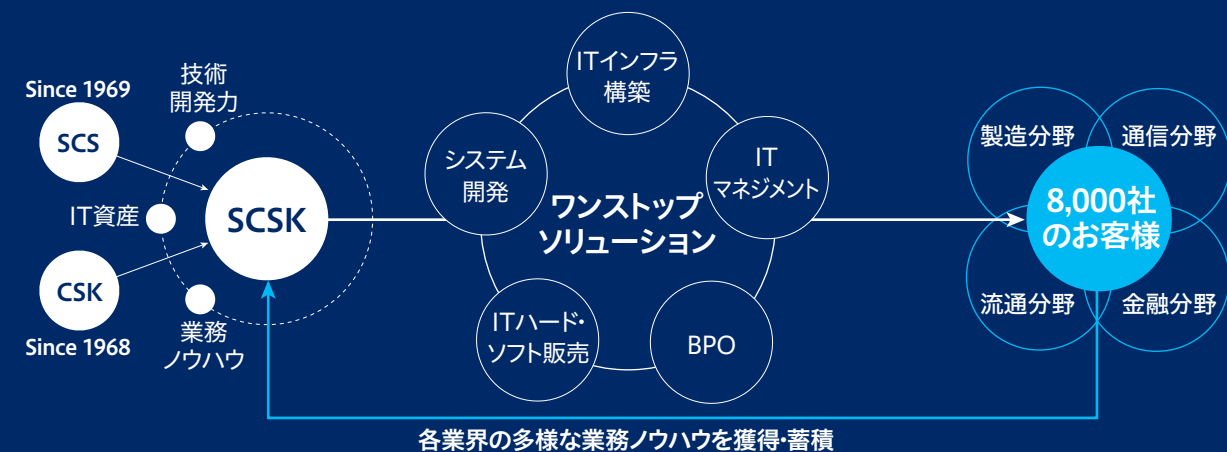 Since 1969
SCS
CSK
Since 1968
技術
開発力
IT資産
業務
ノウハウ
SCSK
ITインフラ
構築
システム
開発
IT
マネジメント
ワンストップ
ソリューション
ITハード・
ソフト販売
BPO
製造分野
通信分野
8,000社
のお客様
流通分野
金融分野
各業界の多様な業務ノウハウを獲得・蓄積